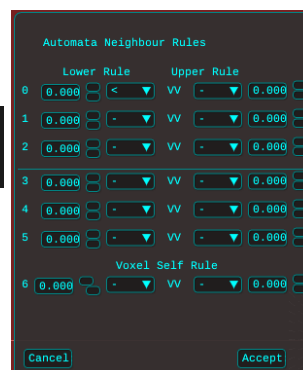 Automata Neighbour Rules
Lower Rule Upper Rule
0 0.000 < VV - 0.000
1 0.000 - VV - 0.000
2 0.000 - VV - 0.000
3 0.000 - VV - 0.000
4 0.000 - VV - 0.000
5 0.000 - VV - 0.000
Voxel Self Rule
6 0.000 - VV - 0.000
Cancel Accept